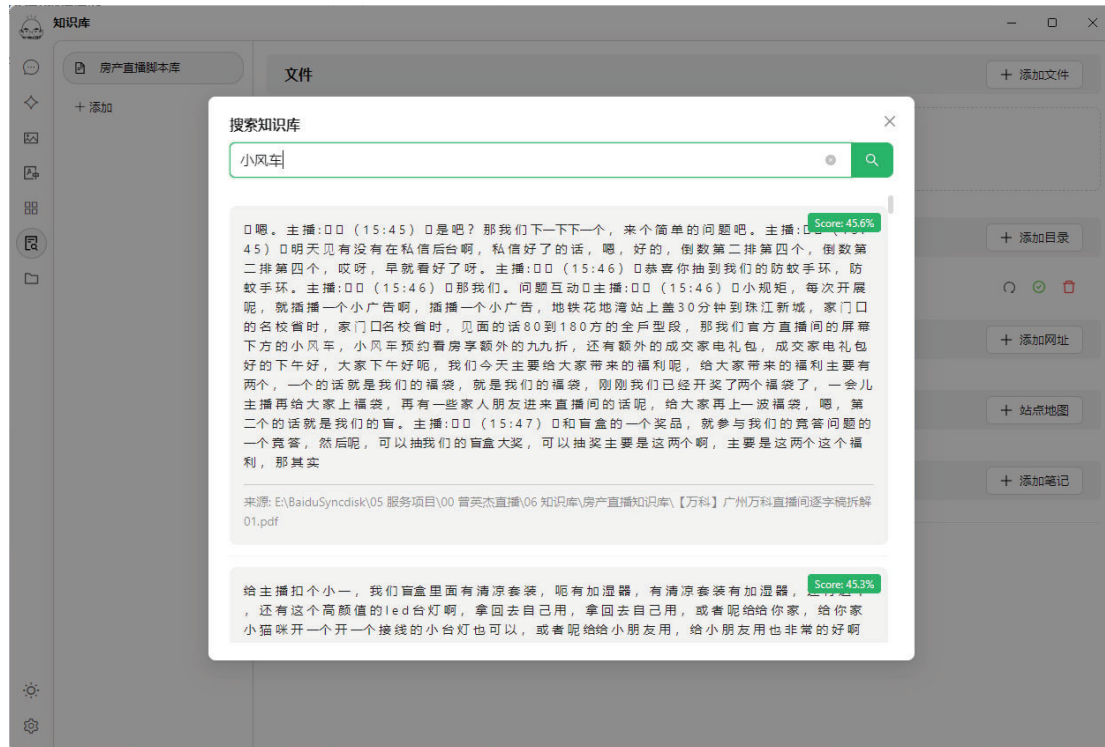 知识库
房产直播脚本库
文件
+ 添加文件
+ 添加
搜索知识库
小风车
Score: 45.6%
嗯。主播:（15:45）是吧？那我们下一下下一个，来个简单的问题吧。主播:
45）明天见有没有在私信后台啊，私信好了的话，嗯，好的，倒数第二排第四个，倒数第
二排第四个，哎呀，早就看好了呀。主播:（15:46）恭喜你抽到我们的防蚊手环，防
蚊手环。主播:（15:46）那我们。问题互动主播:（15:46）小规矩，每次开展
呢，就插播一个小广告啊，插播一个小广告，地铁花地湾站上盖30分钟到珠江新城，家门口
的名校省时，家门口名校省时，见面的话80到180方的全户型段，那我们官方直播间的屏幕
下方的小风车，小风车预约看房享额外的九九折，还有额外的成交家电礼包，成交家电礼包
好的下午好，大家下午好呃，我们今天主要给大家带来的福利呢，给大家带来的福利主要有
两个，一个的话就是我们的福袋，就是我们的福袋，刚刚我们已经开奖了两个福袋了，一会儿
主播再给大家上福袋，再有一些家人朋友进来直播间的话呢，给大家再上一波福袋，嗯，第
二个的话就是我们的盲。主播:（15:47）和盲盒的一个奖品，就参与我们的竞答问题的
一个竞答，然后呢，可以抽我们的盲盒大奖，可以抽奖主要是这两个啊，主要是这两个这个福
利，那其实
来源: E:\BaiduSyncdisk\05 服务项目\00 曾英杰直播\06 知识库\房产直播知识库\【万科】广州万科直播间逐字稿拆解
01.pdf
Score: 45.3%
给主播扣个小一，我们盲盒里面有清凉套装，呃有加湿器，有清凉套装有加湿器，
，还有这个高颜值的led台灯啊，拿回去自己用，拿回去自己用，或者呢给给你家，给你家
小猫咪开一个开一个接线的小台灯也可以，或者呢给给小朋友用，给小朋友用也非常的好啊
+ 添加目录
+ 添加网址
+ 站点地图
+ 添加笔记